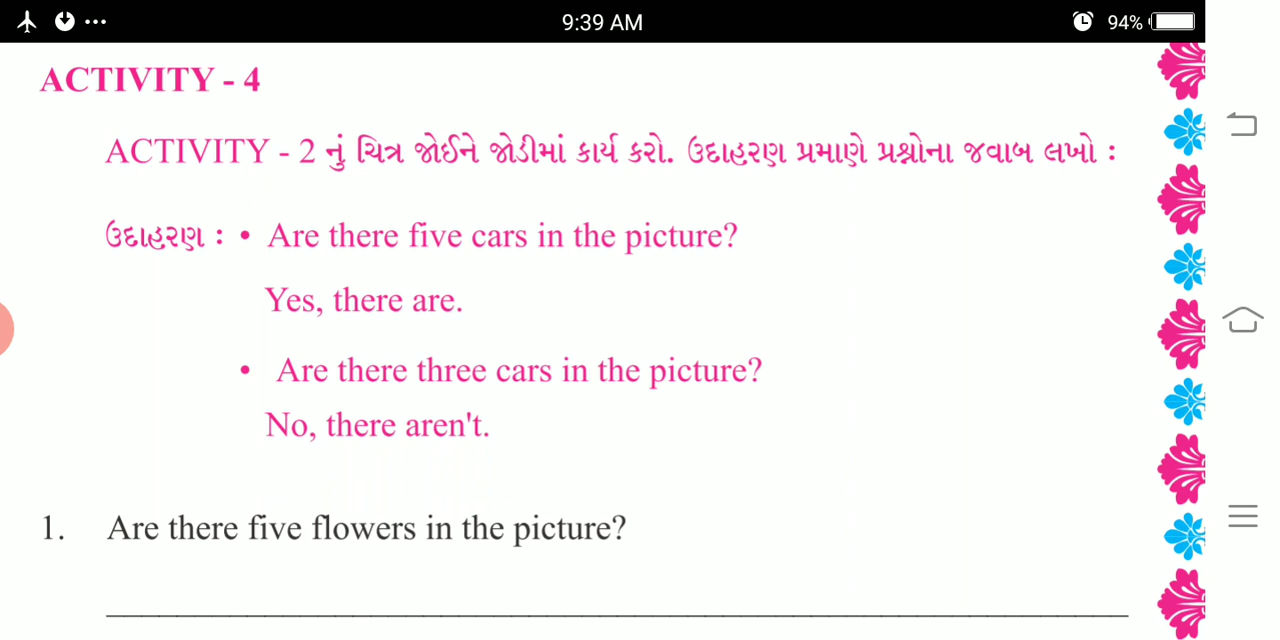 9:39 AM 94%
ACTIVITY - 4
ACTIVITY - 2 નું ચિત્ર જોઈને જોડીમાં કાર્ય કરો. ઉદાહરણ પ્રમાણે પ્રશ્નોના જવાબ લખો :
ઉદાહરણ : • Are there five cars in the picture?
Yes, there are.
• Are there three cars in the picture?
No, there aren't.
1. Are there five flowers in the picture?